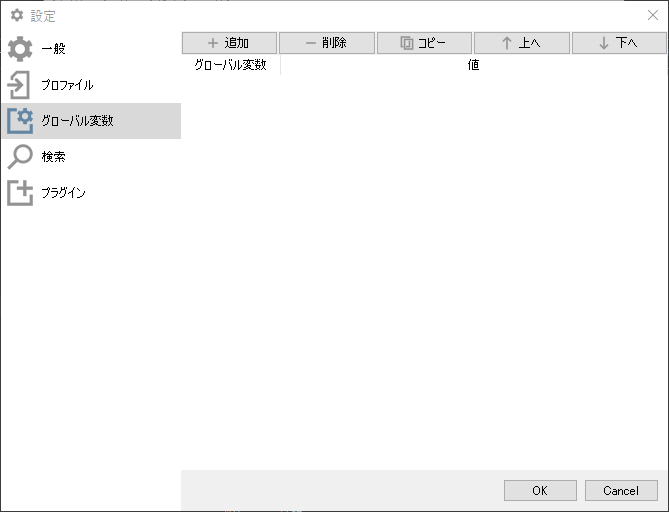 設定
一般
プロファイル
グローバル変数
検索
プラグイン
追加 削除 コピー 上へ 下へ
グローバル変数 値
OK Cancel